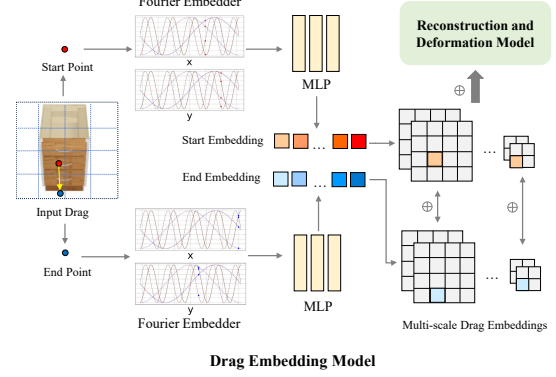 Fourier Embedder
Reconstruction and
Deformation Model
Start Point
x
y
MLP
⊕
Start Embedding
...
...
End Embedding
...
Input Drag
⊕
⊕
x
End Point
y
...
MLP
Fourier Embedder
Multi-scale Drag Embeddings
Drag Embedding Model